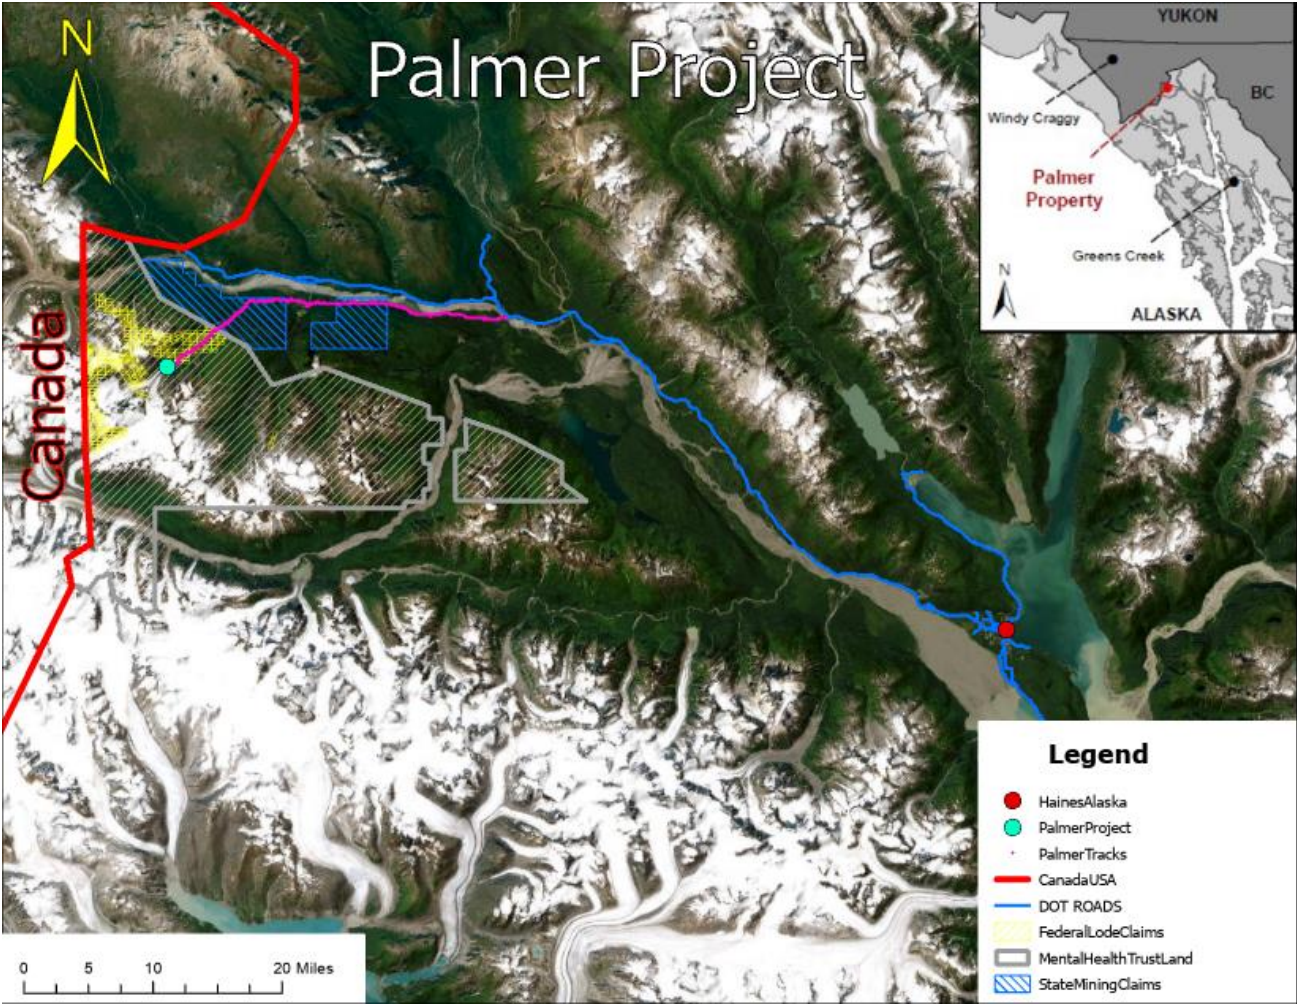 N
Palmer Project
Canada
YUKON
BC
Windy Craggy
Palmer
Property
Greens Creek
N
ALASKA
Legend
HainesAlaska
PalmerProject
PalmerTracks
CanadaUSA
DOT ROADS
FederalLodeClaims
MentalHealthTrustLand
StateMiningClaims
0 5 10 20 Miles